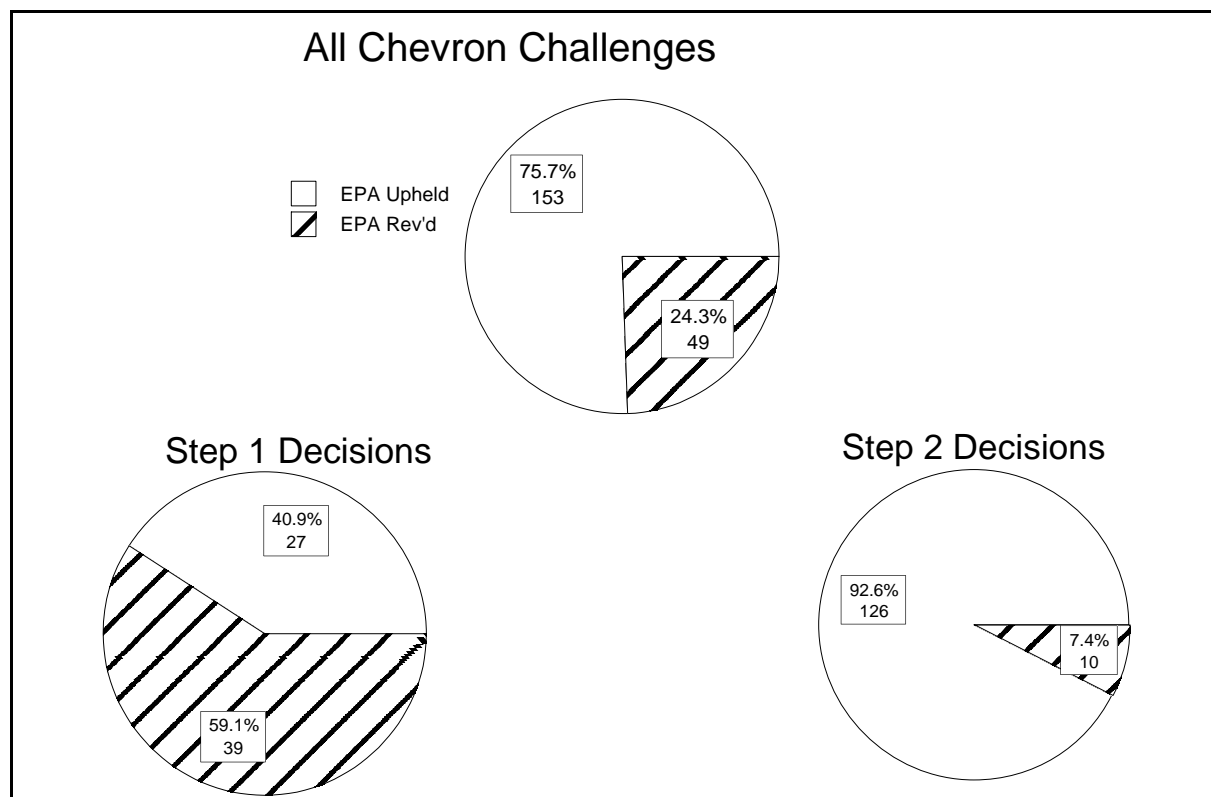 All Chevron Challenges
EPA Upheld
EPA Rev'd
75.7%
153
24.3%
49
Step 1 Decisions
40.9%
27
59.1%
39
Step 2 Decisions
92.6%
126
7.4%
10